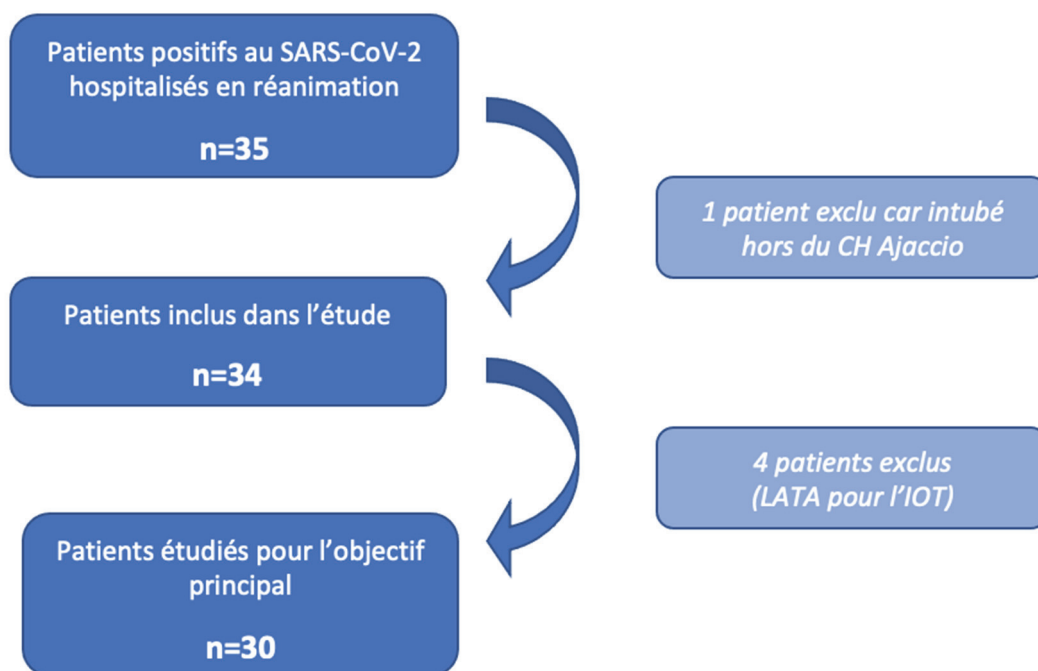 Patients positifs au SARS-CoV-2
hospitalisés en réanimation
n=35
1 patient exclu car intubé
hors du CH Ajaccio
Patients inclus dans l’étude
n=34
4 patients exclus
(LATA pour l’IOT)
Patients étudiés pour l’objectif
principal
n=30